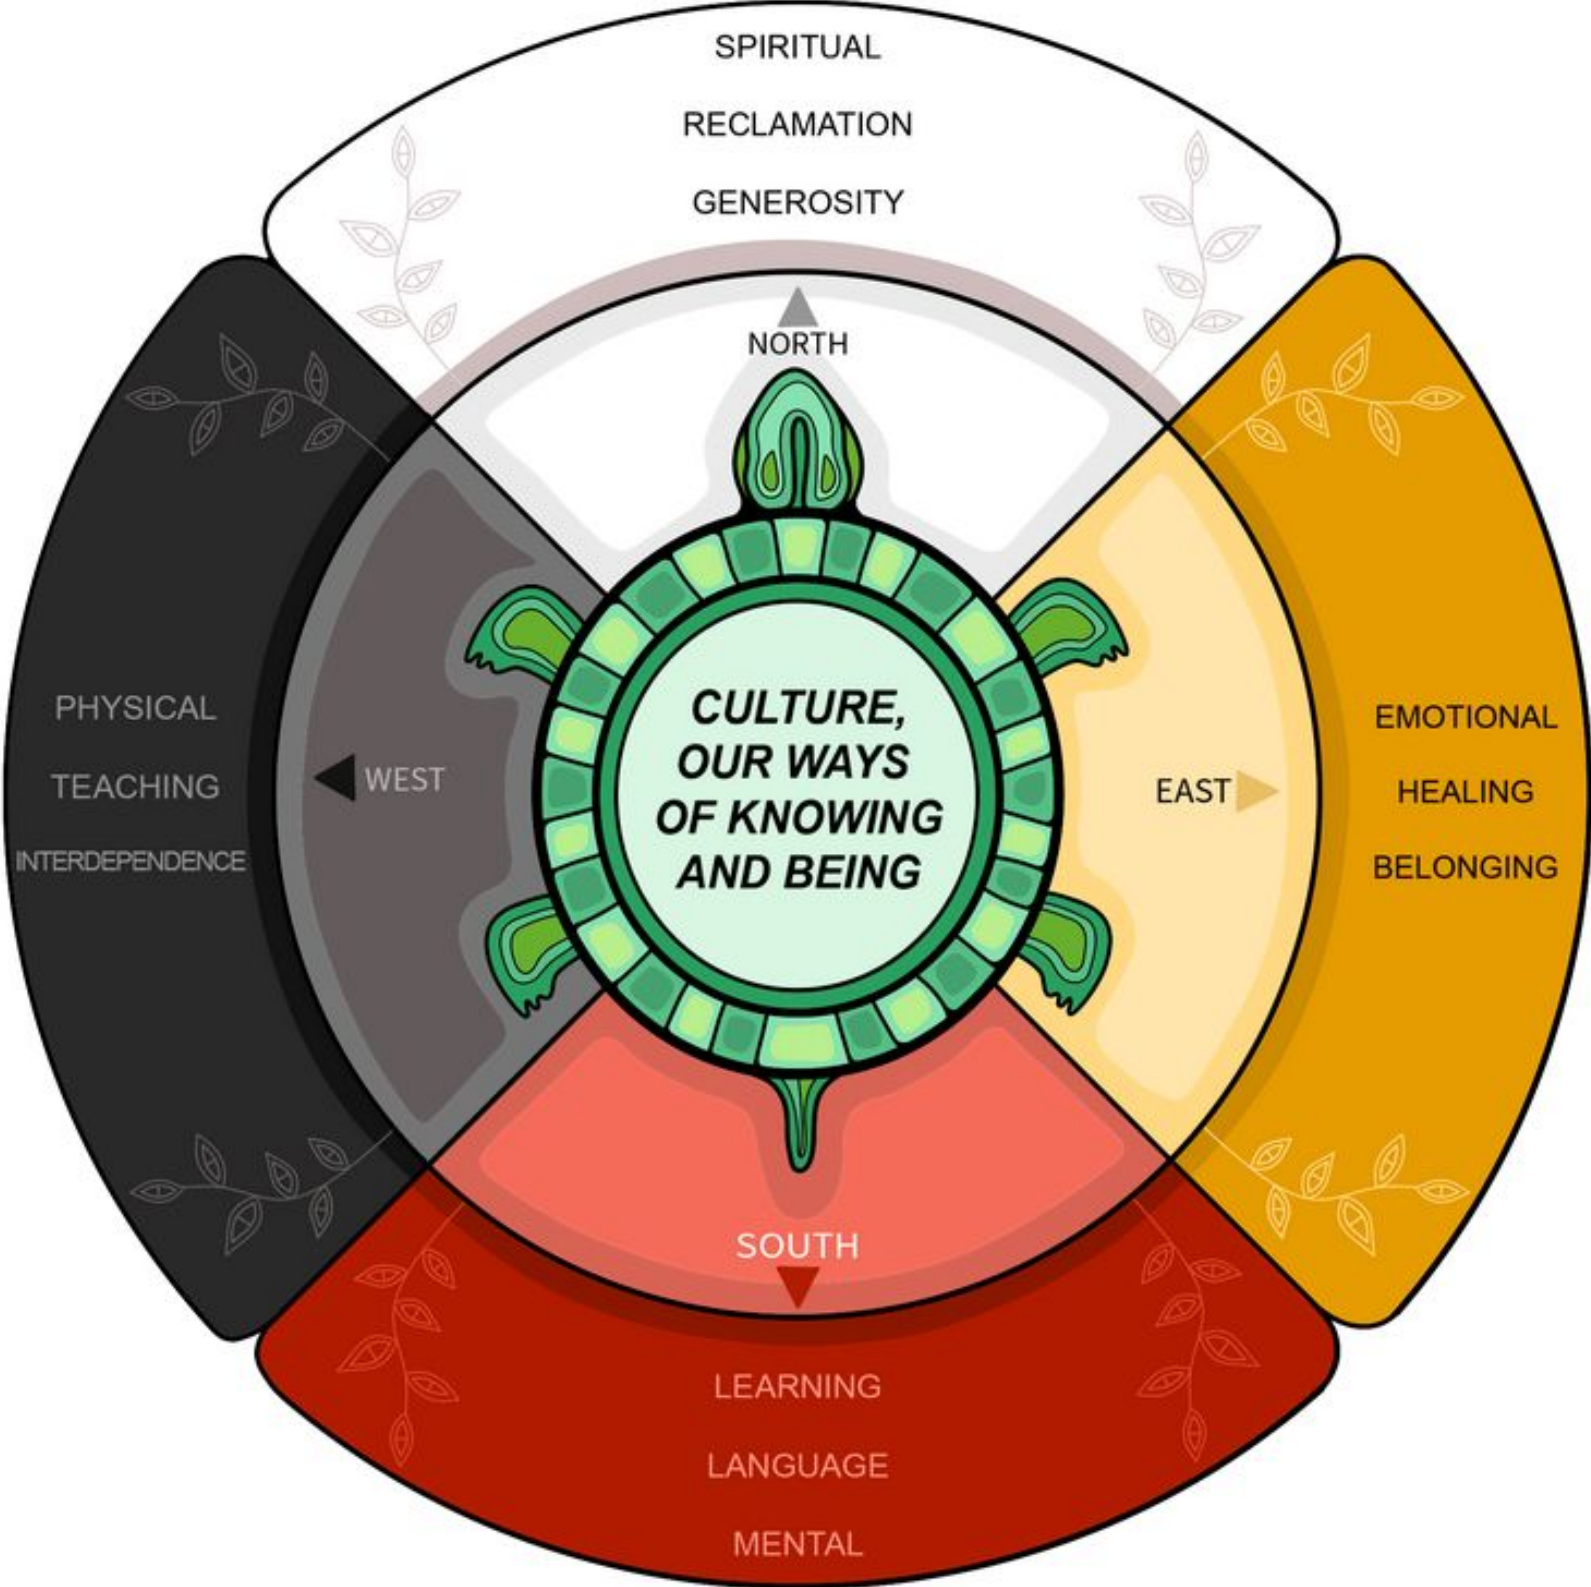 SPIRITUAL
RECLAMATION
GENEROSITY
NORTH
PHYSICAL
TEACHING
INTERDEPENDENCE
WEST
CULTURE,
OUR WAYS
OF KNOWING
AND BEING
EAST
EMOTIONAL
HEALING
BELONGING
SOUTH
LEARNING
LANGUAGE
MENTAL